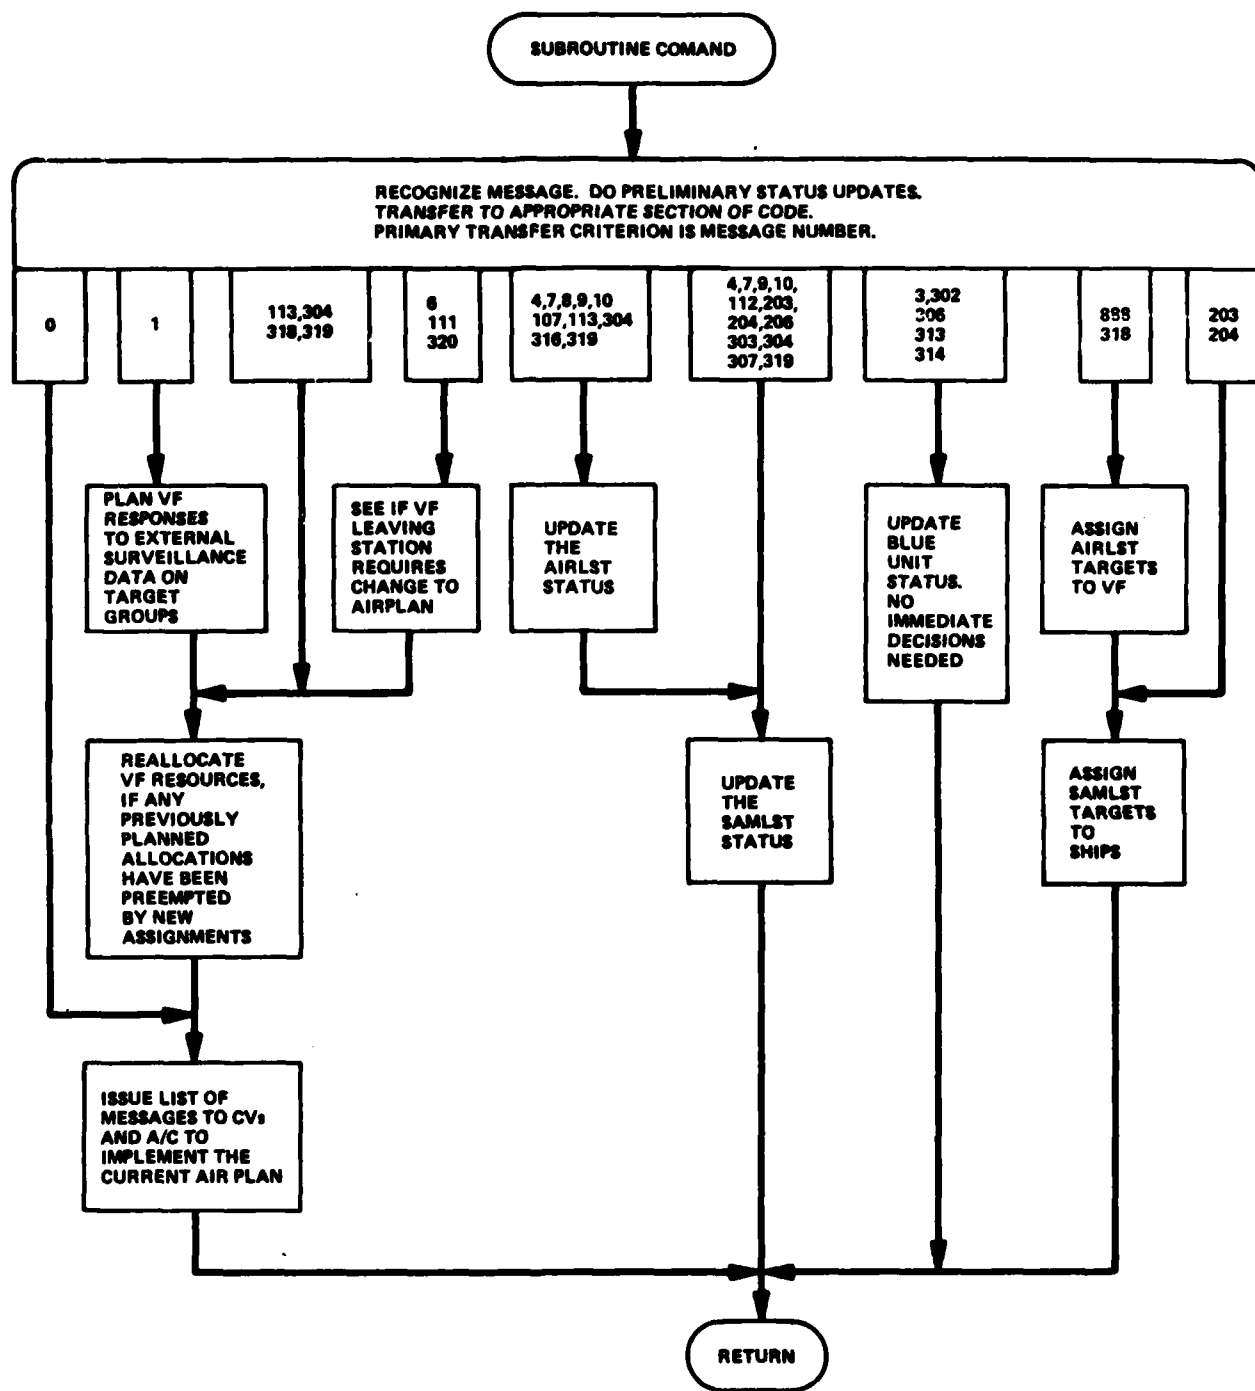 SUBROUTINE COMAND
RECOGNIZE MESSAGE. DO PRELIMINARY STATUS UPDATES.
TRANSFER TO APPROPRIATE SECTION OF CODE.
PRIMARY TRANSFER CRITERION IS MESSAGE NUMBER.
0
1
113,304
318,319
6
111
320
4,7,8,9,10
107,113,304
316,319
4,7,9,10,
112,203,
204,206
303,304
307,319
3,302
306
313
314
318
203
204
PLAN VF
RESPONSES
TO EXTERNAL
SURVEILLANCE
DATA ON
TARGET
GROUPS
SEE IF VF
LEAVING
STATION
REQUIRES
CHANGE TO
AIRPLAN
UPDATE
THE
AIRLST
STATUS
UPDATE
BLUE
UNIT
STATUS.
NO
IMMEDIATE
DECISIONS
NEEDED
ASSIGN
AIRLST
TARGETS
TO VF
REALLOCATE
VF RESOURCES,
IF ANY
PREVIOUSLY
PLANNED
ALLOCATIONS
HAVE BEEN
PREEMPTED
BY NEW
ASSIGNMENTS
UPDATE
THE
SAMLST
STATUS
ASSIGN
SAMLST
TARGETS
TO
SHIPS
ISSUE LIST OF
MESSAGES TO CVs
AND A/C TO
IMPLEMENT THE
CURRENT AIR PLAN
RETURN